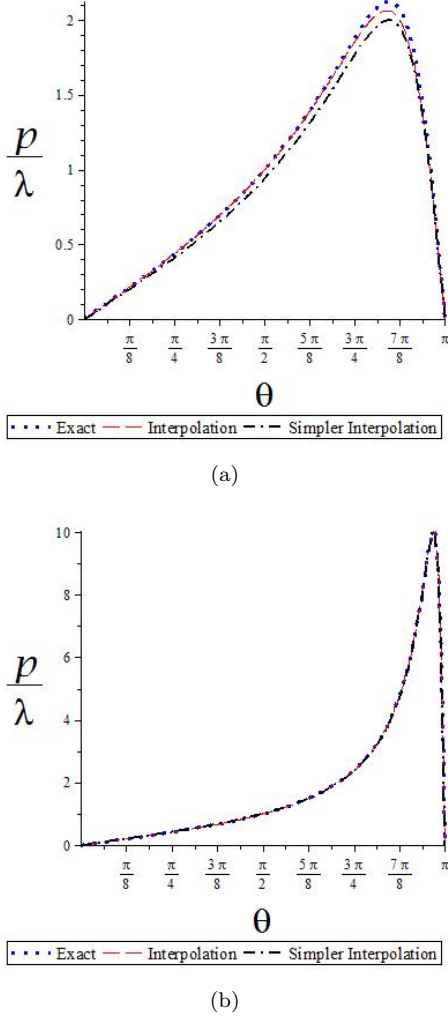 2
1.5
p
λ
1
0.5
0
π/8 π/4 3π/8 π/2 5π/8 3π/4 7π/8 π
θ
Exact Interpolation Simpler Interpolation
(a)
10
8
6
p
λ
4
2
0
π/8 π/4 3π/8 π/2 5π/8 3π/4 7π/8 π
θ
Exact Interpolation Simpler Interpolation
(b)